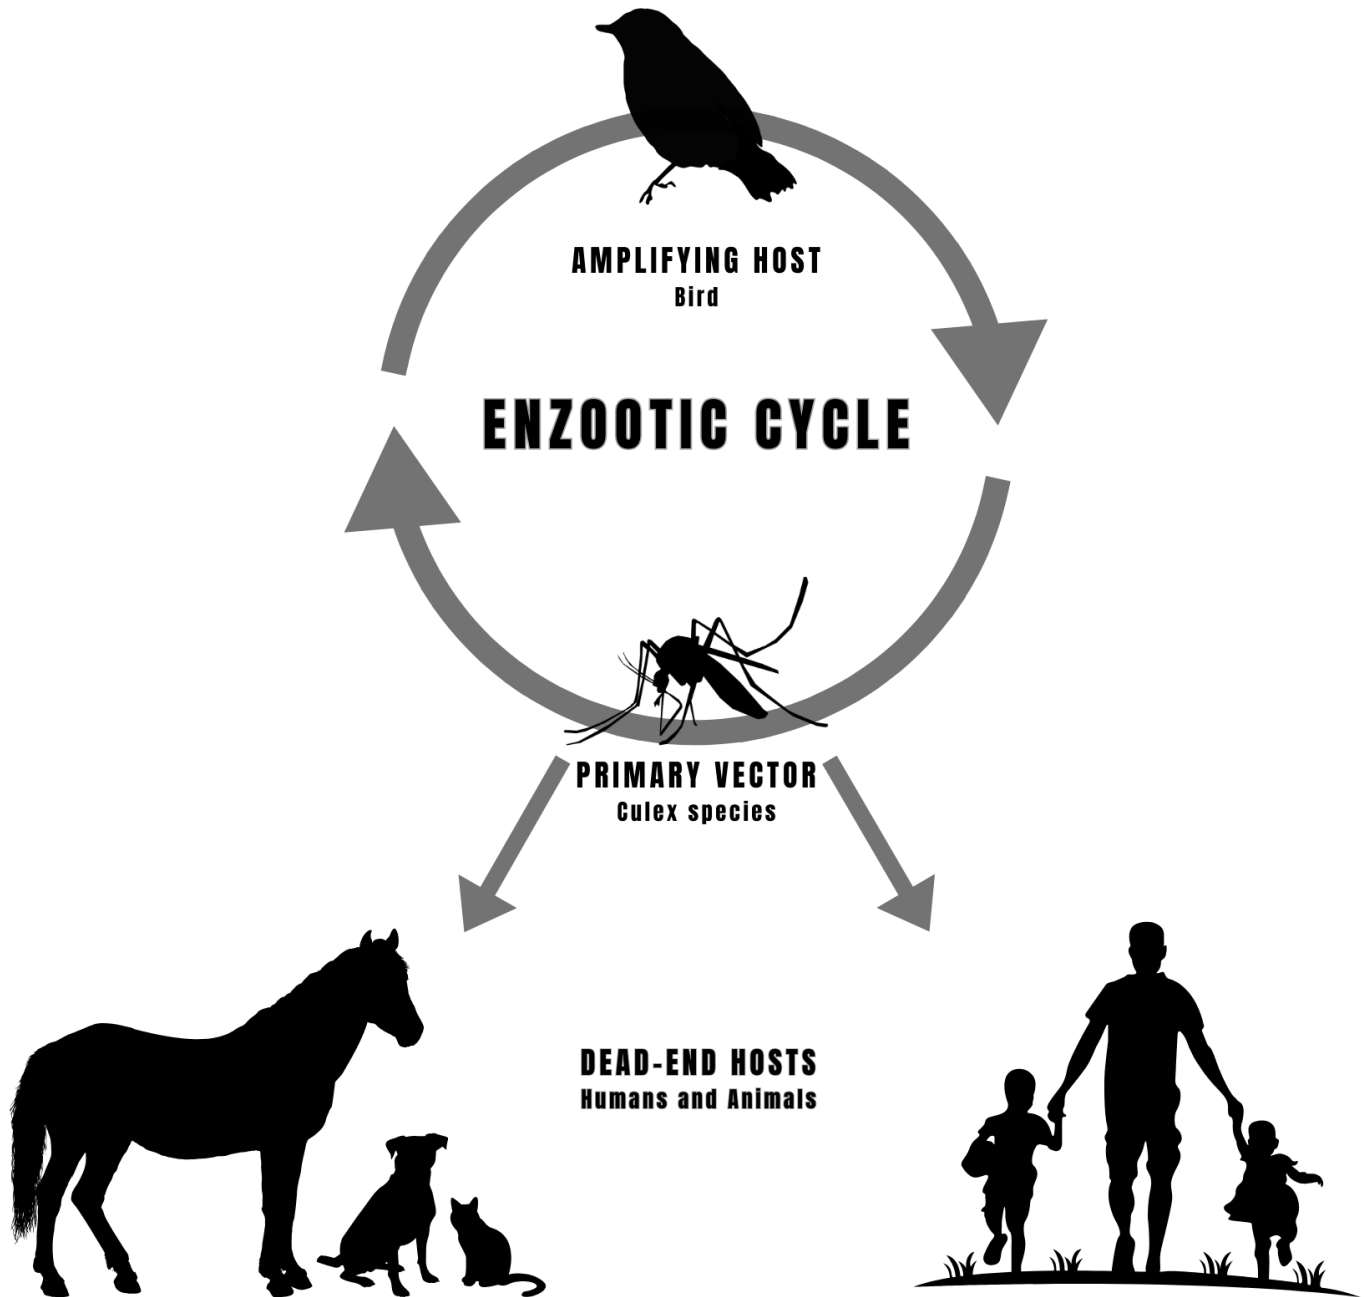 AMPLIFYING HOST
Bird
ENZOOTIC CYCLE
PRIMARY VECTOR
Culex species
DEAD-END HOSTS
Humans and Animals